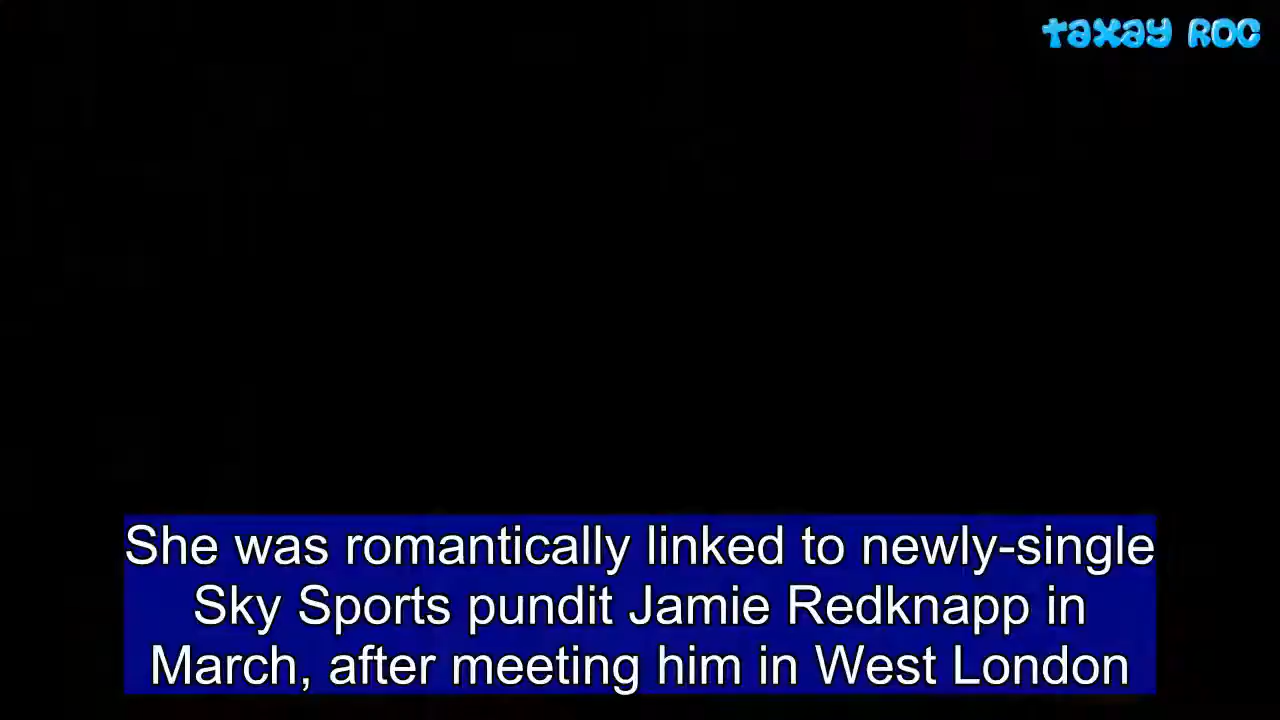 Taxay Roc
She was romantically linked to newly-single
Sky Sports pundit Jamie Redknapp in
March, after meeting him in West London